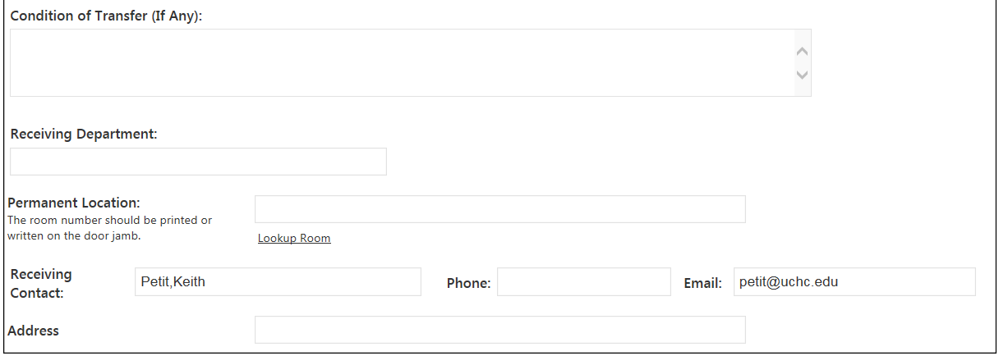 Condition of Transfer (If Any):
Receiving Department:
Permanent Location:
The room number should be printed or
written on the door jamb.
Lookup Room
Receiving
Contact:
Petit,Keith
Phone:
Email:
petit@uchc.edu
Address